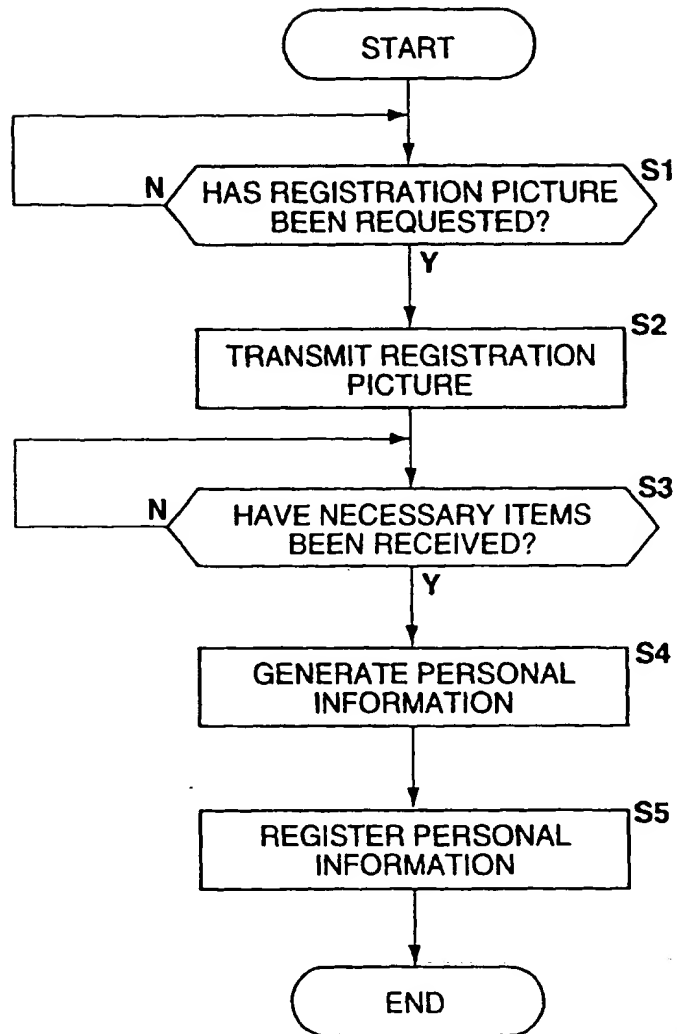 START
S1
N
HAS REGISTRATION PICTURE
BEEN REQUESTED?
Y
S2
TRANSMIT REGISTRATION
PICTURE
S3
N
HAVE NECESSARY ITEMS
BEEN RECEIVED?
Y
S4
GENERATE PERSONAL
INFORMATION
S5
REGISTER PERSONAL
INFORMATION
END